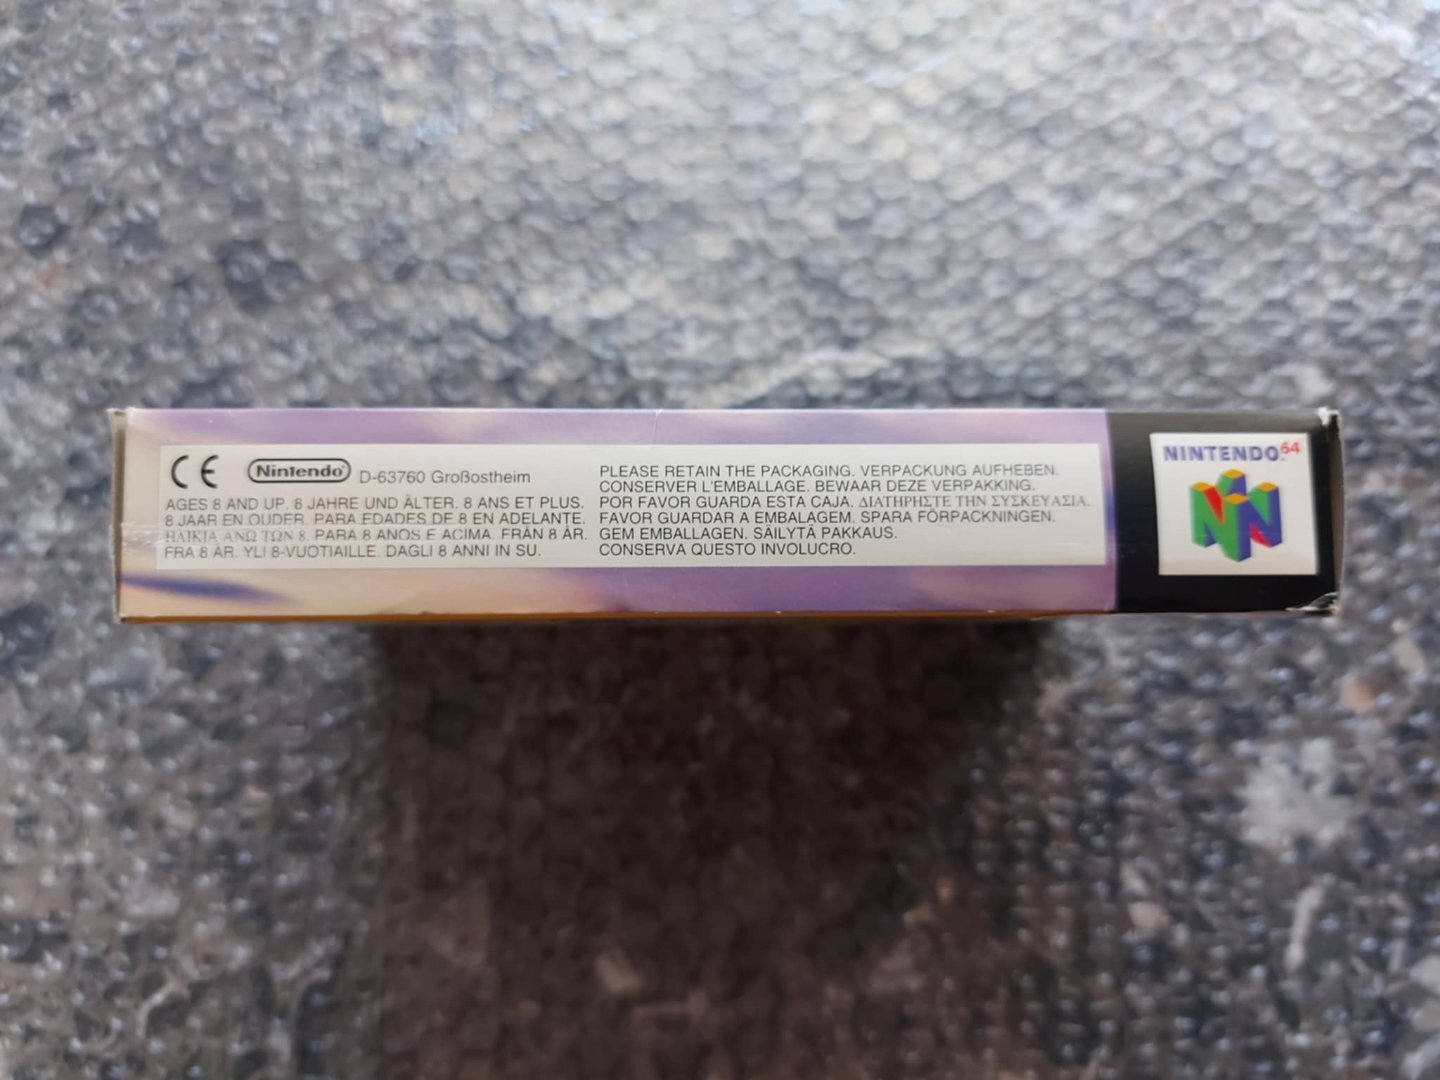 CE Nintendo D-63760 Großostheim
AGES 8 AND UP. 8 JAHRE UND ÄLTER. 8 ANS ET PLUS.
8 JAAR EN OUDER. PARA EDADES DE 8 EN ADELANTE.
ΗΛΙΚΙΑ ΑΝΩ ΤΩΝ 8. PARA 8 ANOS E ACIMA. FRÅN 8 ÅR.
FRA 8 ÅR. YLI 8-VUOTIAILLE. DAGLI 8 ANNI IN SU.
PLEASE RETAIN THE PACKAGING. VERPACKUNG AUFHEBEN.
CONSERVER L'EMBALLAGE. BEWAAR DEZE VERPAKKING.
POR FAVOR GUARDA ESTA CAJA. ΔΙΑΤΗΡΗΣΤΕ ΤΗΝ ΣΥΣΚΕΥΑΣΙΑ.
FAVOR GUARDAR A EMBALAGEM. SPARA FÖRPACKNINGEN.
GEM EMBALLAGEN. SÄILYTÄ PAKKAUS.
CONSERVA QUESTO INVOLUCRO.
NINTENDO 64